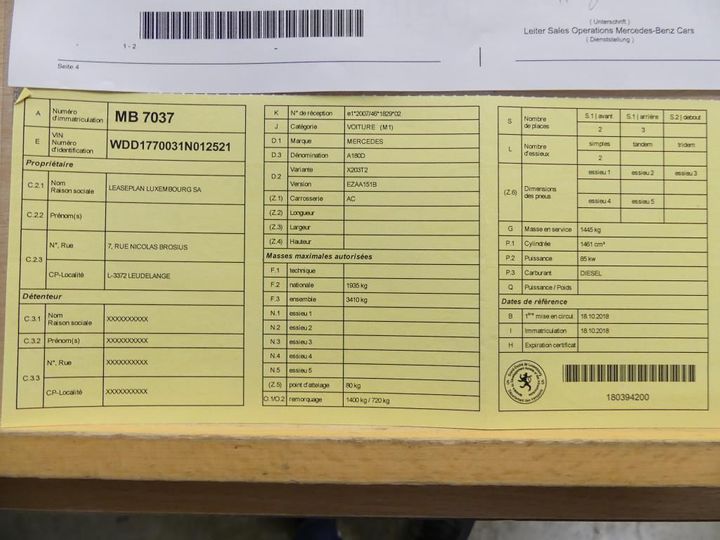 ( Unterschrift )
Leiter Sales Operations Mercedes-Benz Cars
( Dienststellung )
1-2
Seite 4
A Numéro d'immatriculation MB 7037
E VIN Numéro d'identification WDD1770031N012521
Propriétaire
C.2.1 Nom Raison sociale LEASEPLAN LUXEMBOURG SA
C.2.2 Prénom(s)
C.2.3 N°, Rue 7, RUE NICOLAS BROSIUS
CP-Localité L-3372 LEUDELANGE
Détenteur
C.3.1 Nom Raison sociale XXXXXXXXXX
C.3.2 Prénom(s) XXXXXXXXXX
C.3.3 N°, Rue XXXXXXXXXX
CP-Localité XXXXXXXXXX
K N° de réception e1*2007/46*1829*02
J Catégorie VOITURE (M1)
D.1 Marque MERCEDES
D.3 Dénomination A180D
D.2 Variante X203T2
Version EZAA151B
(Z.1) Carrosserie AC
(Z.2) Longueur
(Z.3) Largeur
(Z.4) Hauteur
Masses maximales autorisées
F.1 technique
F.2 nationale 1935 kg
F.3 ensemble 3410 kg
N.1 essieu 1
N.2 essieu 2
N.3 essieu 3
N.4 essieu 4
N.5 essieu 5
(Z.5) point d'attelage 80 kg
O.1/O.2 remorquage 1400 kg / 720 kg
S Nombre de places S.1 | avant S.1 | arrière S.2 | debout
2 3
L Nombre d'essieux simples tandem tridem
2
(Z.6) Dimensions des pneus essieu 1 essieu 2 essieu 3
essieu 4 essieu 5
G Masse en service 1445 kg
P.1 Cylindrée 1461 cm³
P.2 Puissance 85 kw
P.3 Carburant DIESEL
Q Puissance / Poids
Dates de référence
B 1ère mise en circul 18.10.2018
I Immatriculation 18.10.2018
H Expiration certificat
180394200